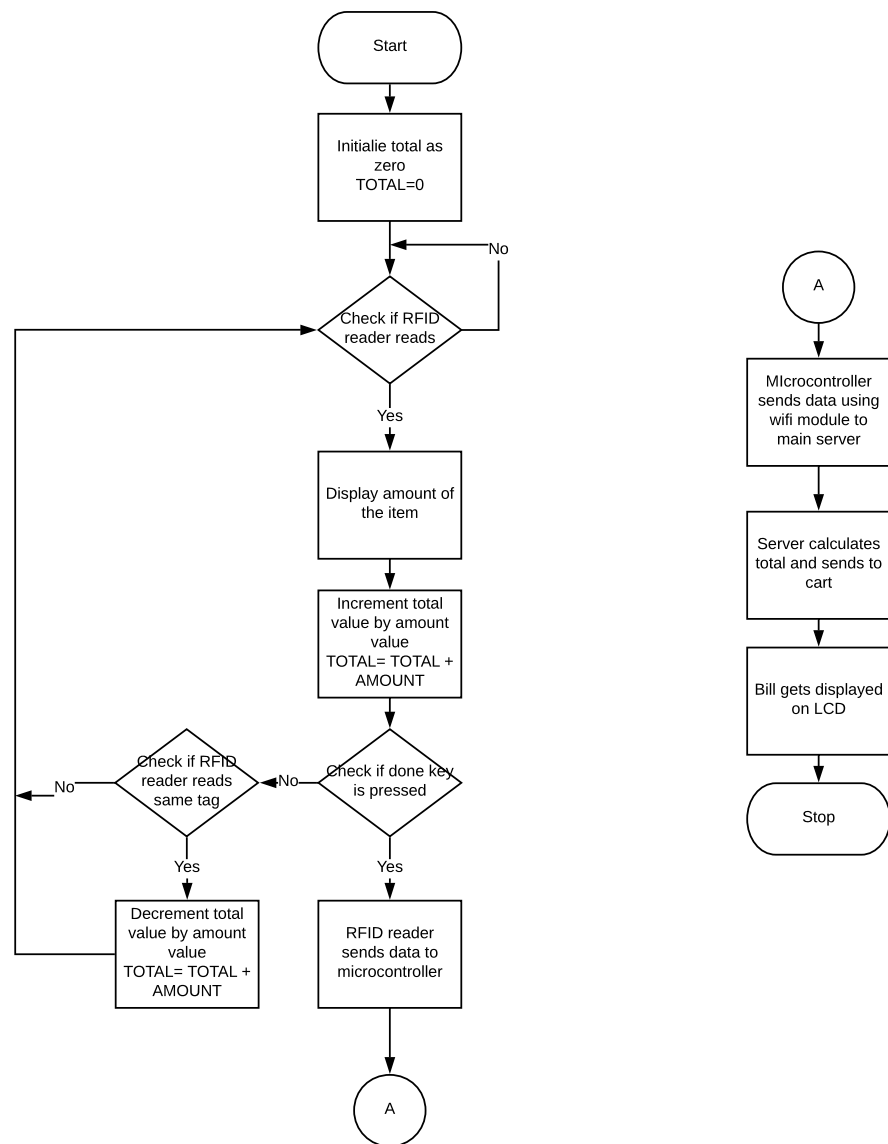 Start
Initialie total as
zero
TOTAL=0
No
Check if RFID
reader reads
Yes
Display amount of
the item
Increment total
value by amount
value
TOTAL= TOTAL +
AMOUNT
Check if done key
is pressed
No
Check if RFID
reader reads
same tag
No
Yes
Decrement total
value by amount
value
TOTAL= TOTAL +
AMOUNT
Yes
RFID reader
sends data to
microcontroller
A
A
MIcrocontroller
sends data using
wifi module to
main server
Server calculates
total and sends to
cart
Bill gets displayed
on LCD
Stop